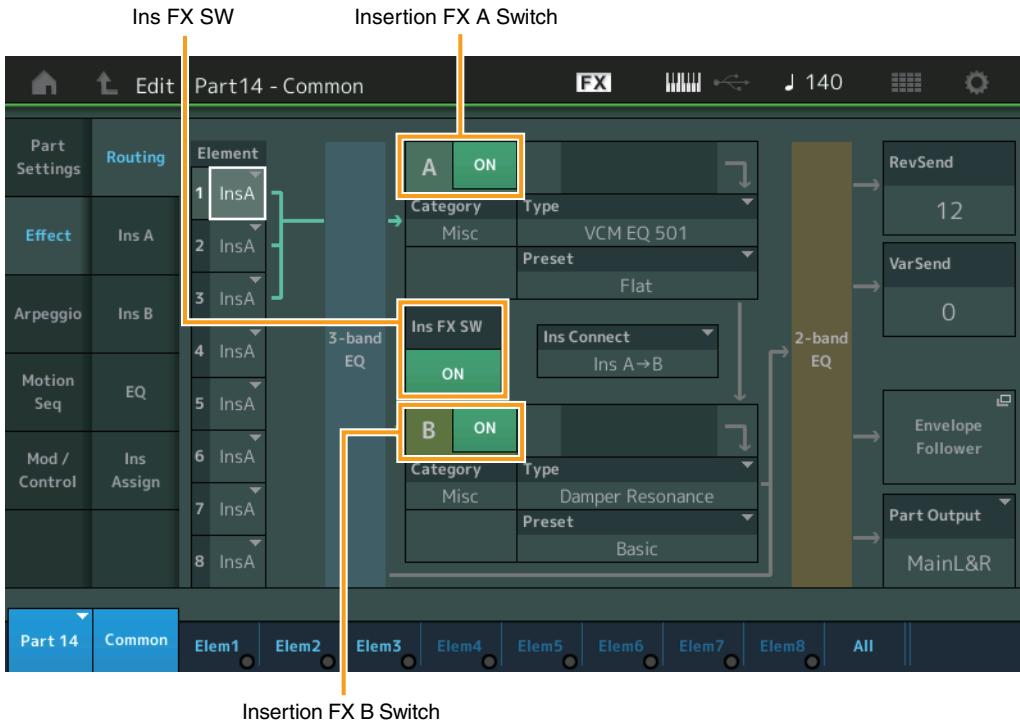 Ins FX SW
Insertion FX A Switch
Edit Part14 - Common
FX
140
Part Settings
Effect
Arpeggio
Motion Seq
Mod / Control
Routing
Ins A
Ins B
EQ
Ins Assign
Element
1 InsA
2 InsA
3 InsA
4 InsA
5 InsA
6 InsA
7 InsA
8 InsA
3-band EQ
A ON
Category
Misc
Type
VCM EQ 501
Preset
Flat
Ins FX SW
ON
Ins Connect
Ins A→B
B ON
Category
Misc
Type
Damper Resonance
Preset
Basic
2-band EQ
RevSend
12
VarSend
0
Envelope Follower
Part Output
MainL&R
Part 14
Common
Elem1
Elem2
Elem3
Elem4
Elem5
Elem6
Elem7
Elem8
All
Insertion FX B Switch